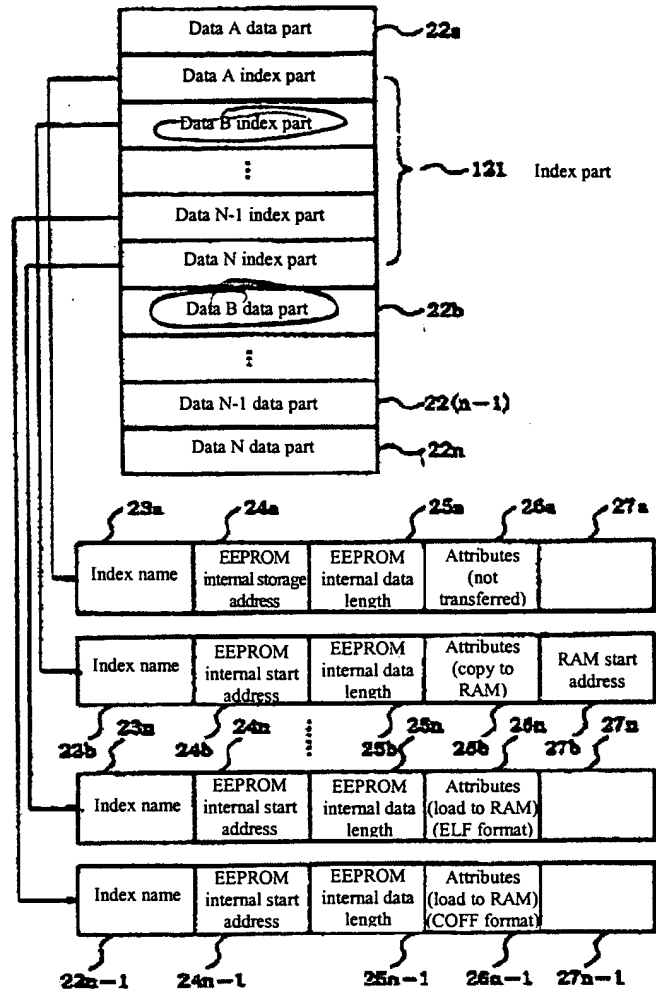 Data A data part
22a
Data A index part
Data B index part
121 Index part
Data N-1 index part
Data N index part
Data B data part
22b
Data N-1 data part
22(n-1)
Data N data part
22n
23a 24a 25a 26a 27a
Index name
EEPROM
internal storage
address
EEPROM
internal data
length
Attributes
(not
transferred)
Index name
EEPROM
internal start
address
EEPROM
internal data
length
Attributes
(copy to
RAM)
RAM start
address
23n 24n 25n 26n 27n
24b 25b 27b
Index name
EEPROM
internal start
address
EEPROM
internal data
length
Attributes
(load to RAM)
(ELF format)
Index name
EEPROM
internal start
address
EEPROM
internal data
length
Attributes
(load to RAM)
(COFF format)
24n-1 25n-1 26n-1 27n-1